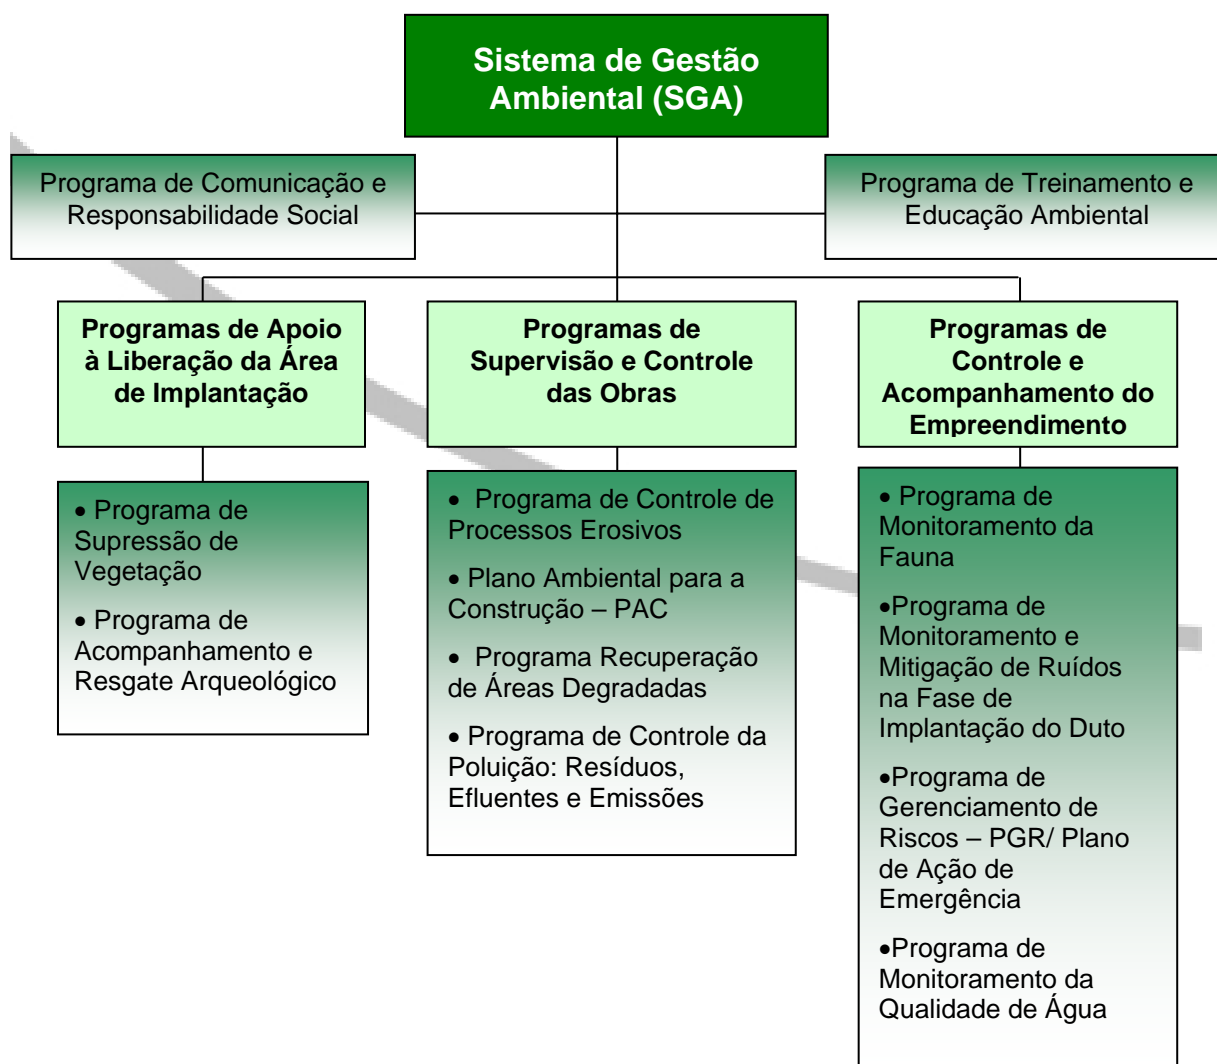 Sistema de Gestão
Ambiental (SGA)
Programa de Comunicação e
Responsabilidade Social
Programa de Treinamento e
Educação Ambiental
Programas de Apoio
à Liberação da Área
de Implantação
Programas de
Supervisão e Controle
das Obras
Programas de
Controle e
Acompanhamento do
Empreendimento
• Programa de
Supressão de
Vegetação
• Programa de
Acompanhamento e
Resgate Arqueológico
• Programa de Controle de
Processos Erosivos
• Plano Ambiental para a
Construção – PAC
• Programa Recuperação
de Áreas Degradadas
• Programa de Controle da
Poluição: Resíduos,
Efluentes e Emissões
• Programa de
Monitoramento da
Fauna
•Programa de
Monitoramento e
Mitigação de Ruídos
na Fase de
Implantação do Duto
•Programa de
Gerenciamento de
Riscos – PGR/ Plano
de Ação de
Emergência
•Programa de
Monitoramento da
Qualidade de Água